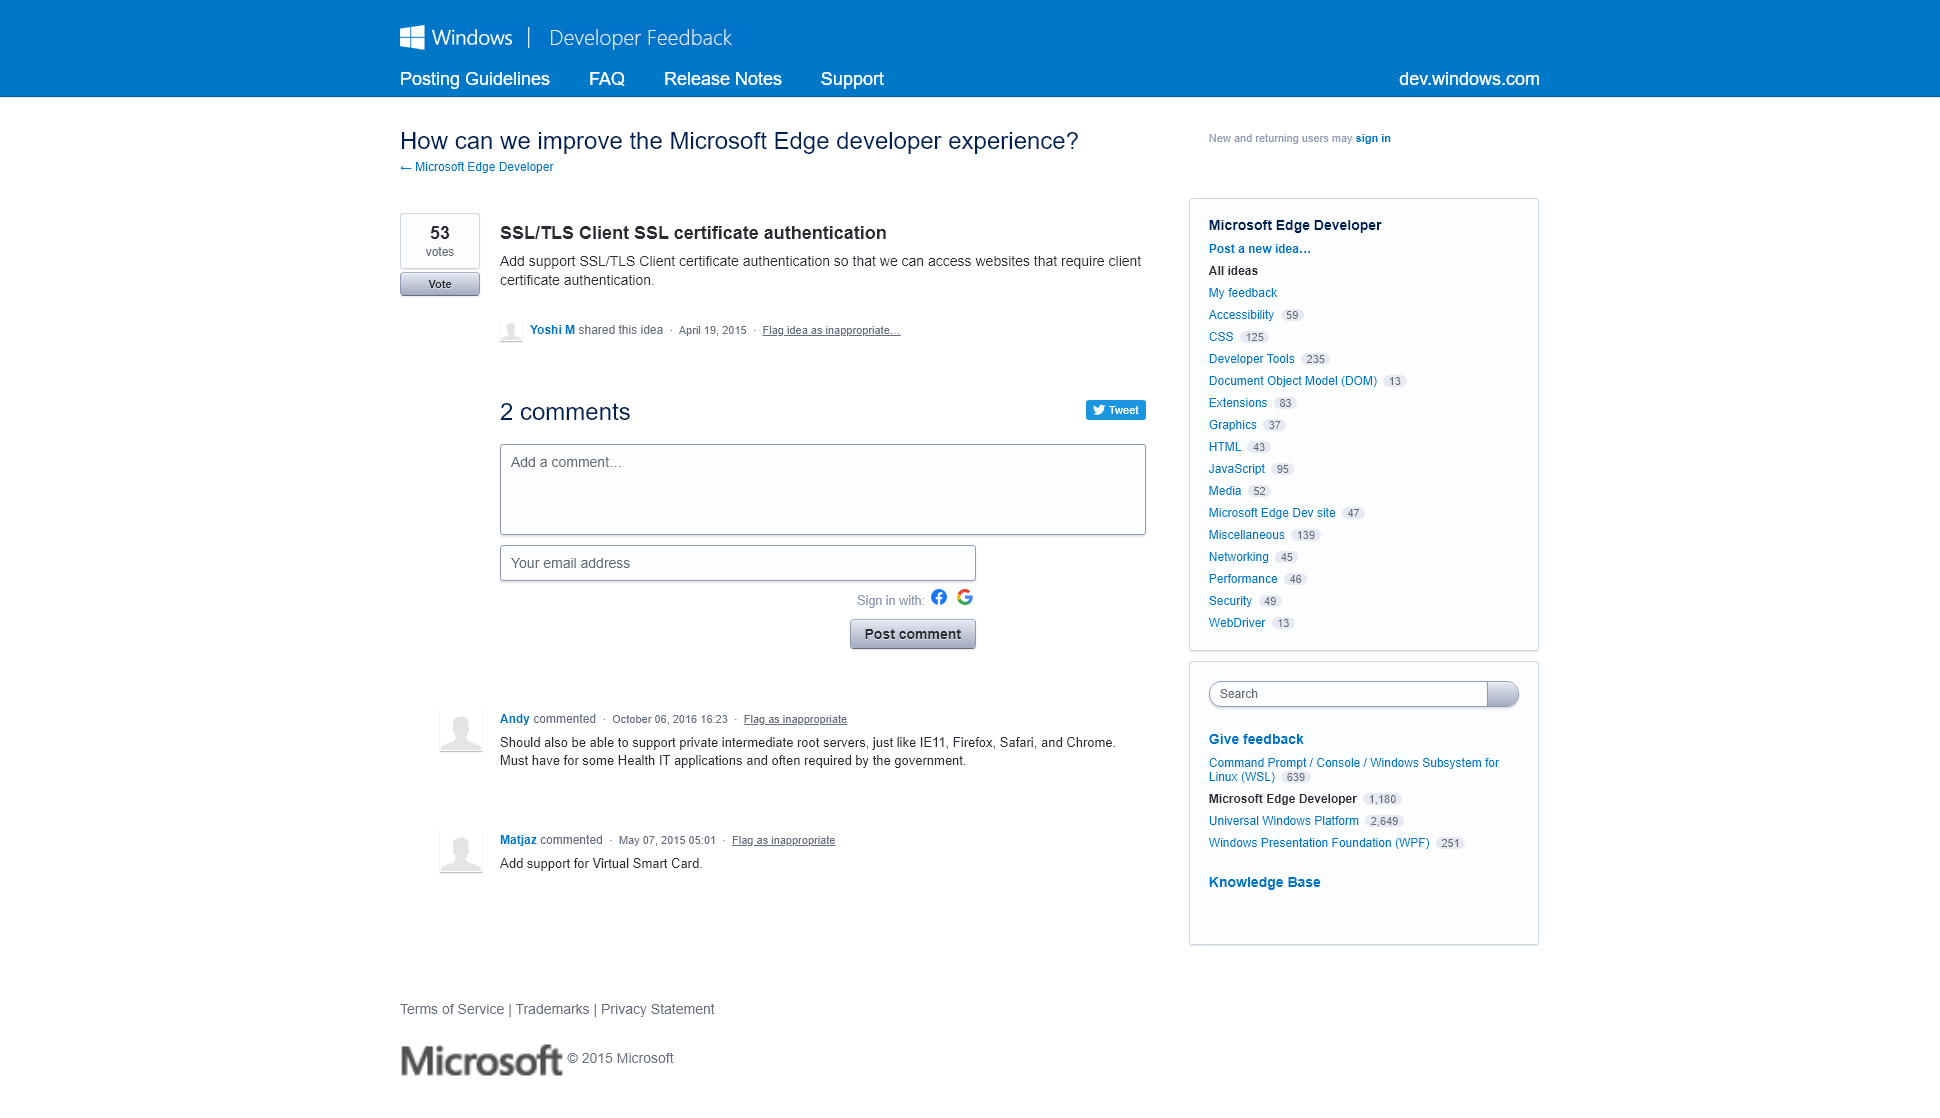 Windows | Developer Feedback
Posting Guidelines FAQ Release Notes Support dev.windows.com
How can we improve the Microsoft Edge developer experience?
← Microsoft Edge Developer
New and returning users may sign in
53
votes
Vote
SSL/TLS Client SSL certificate authentication
Add support SSL/TLS Client certificate authentication so that we can access websites that require client
certificate authentication.
Yoshi M shared this idea · April 19, 2015 · Flag idea as inappropriate…
2 comments
Tweet
Add a comment…
Your email address
Sign in with:
Post comment
Andy commented · October 06, 2016 16:23 · Flag as inappropriate
Should also be able to support private intermediate root servers, just like IE11, Firefox, Safari, and Chrome.
Must have for some Health IT applications and often required by the government.
Matjaz commented · May 07, 2015 05:01 · Flag as inappropriate
Add support for Virtual Smart Card.
Microsoft Edge Developer
Post a new idea…
All ideas
My feedback
Accessibility 59
CSS 125
Developer Tools 235
Document Object Model (DOM) 13
Extensions 83
Graphics 37
HTML 43
JavaScript 95
Media 52
Microsoft Edge Dev site 47
Miscellaneous 139
Networking 45
Performance 46
Security 49
WebDriver 13
Search
Give feedback
Command Prompt / Console / Windows Subsystem for
Linux (WSL) 639
Microsoft Edge Developer 1,180
Universal Windows Platform 2,649
Windows Presentation Foundation (WPF) 251
Knowledge Base
Terms of Service | Trademarks | Privacy Statement
Microsoft © 2015 Microsoft